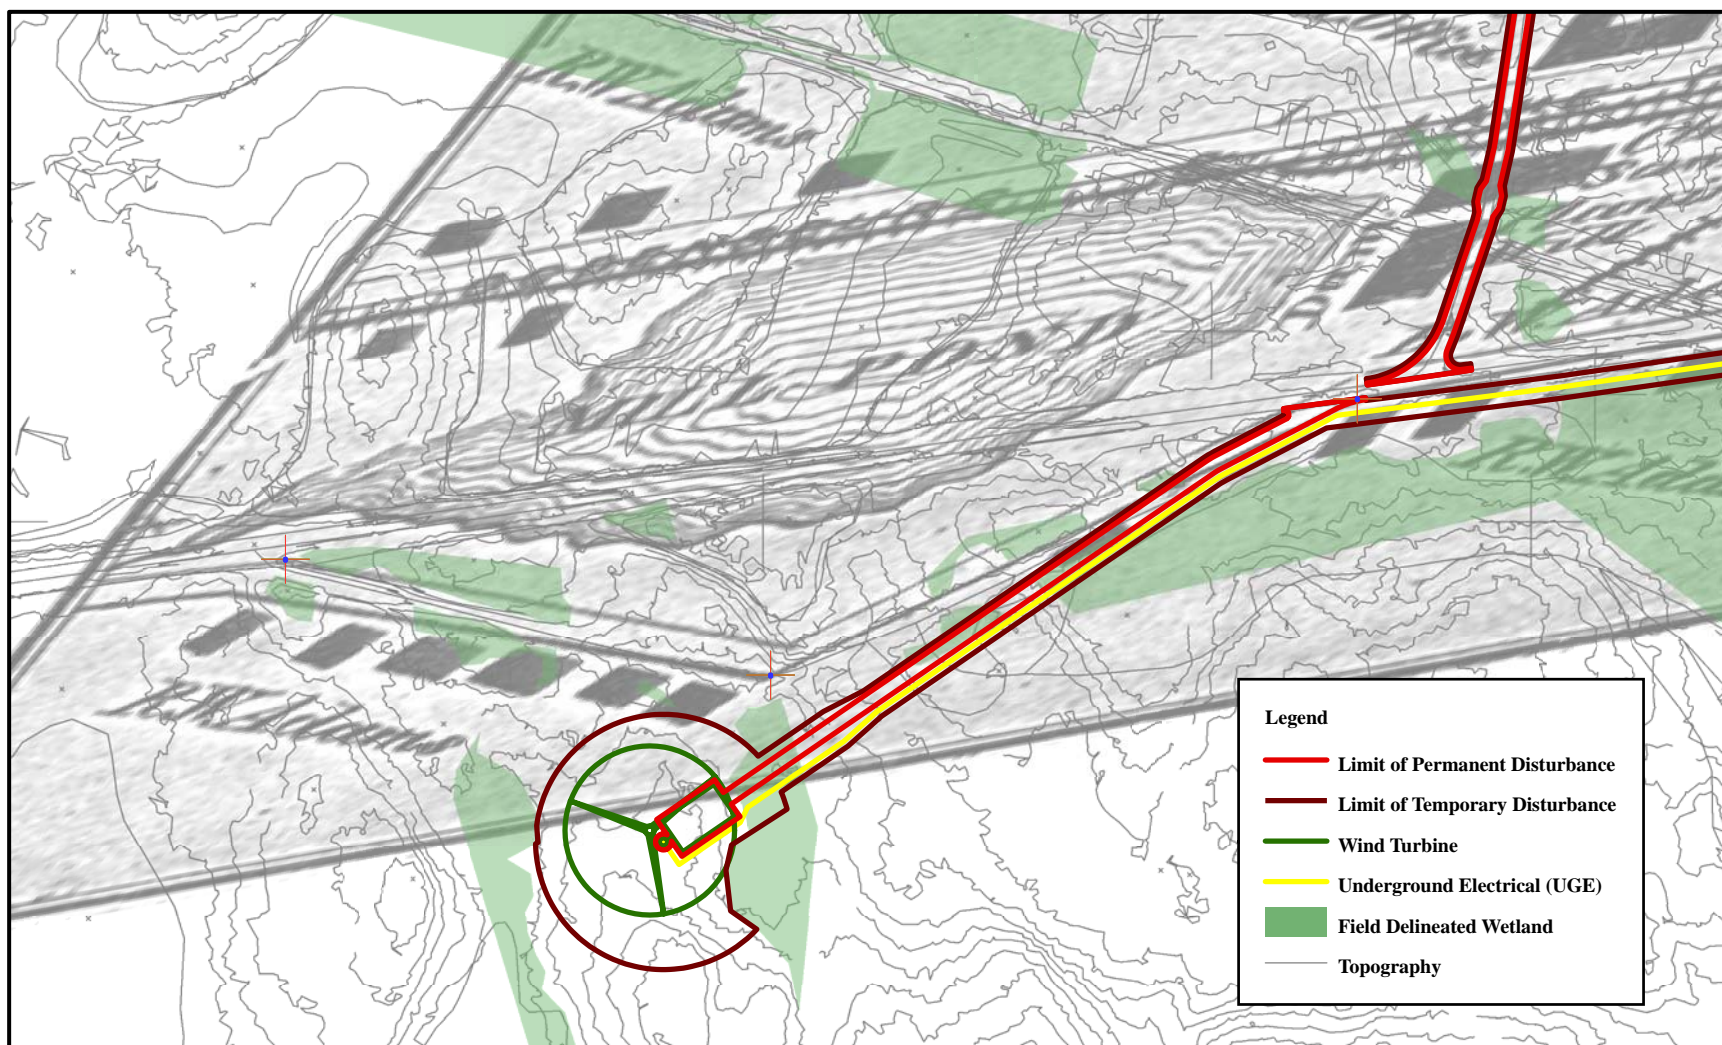 Legend
Limit of Permanent Disturbance
Limit of Temporary Disturbance
Wind Turbine
Underground Electrical (UGE)
Field Delineated Wetland
Topography